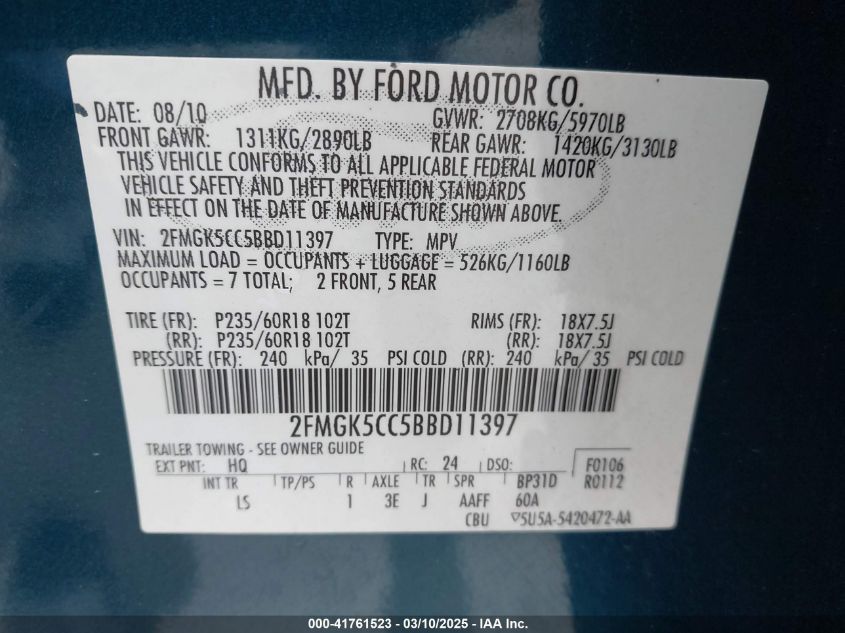 MFD. BY FORD MOTOR CO.
DATE: 08/10 GVWR: 2708KG/5970LB
FRONT GAWR: 1311KG/2890LB REAR GAWR: 1420KG/3130LB
THIS VEHICLE CONFORMS TO ALL APPLICABLE FEDERAL MOTOR
VEHICLE SAFETY AND THEFT PREVENTION STANDARDS
IN EFFECT ON THE DATE OF MANUFACTURE SHOWN ABOVE.
VIN: 2FMGK5CC5BBD11397 TYPE: MPV
MAXIMUM LOAD = OCCUPANTS + LUGGAGE = 526KG/1160LB
OCCUPANTS = 7 TOTAL; 2 FRONT, 5 REAR
TIRE (FR): P235/60R18 102T RIMS (FR): 18X7.5J
(RR): P235/60R18 102T (RR): 18X7.5J
PRESSURE (FR): 240 kPa/ 35 PSI COLD (RR): 240 kPa/ 35 PSI COLD
2FMGK5CC5BBD11397
TRAILER TOWING - SEE OWNER GUIDE
EXT PNT: HQ RC: 24 DSO: F0106
INT TR TP/PS R AXLE TR SPR BP31D R0112
LS 1 3E J AAFF 60A
CBU 5U5A-5420472-AA
000-41761523 — 03/10/2025 — IAA Inc.